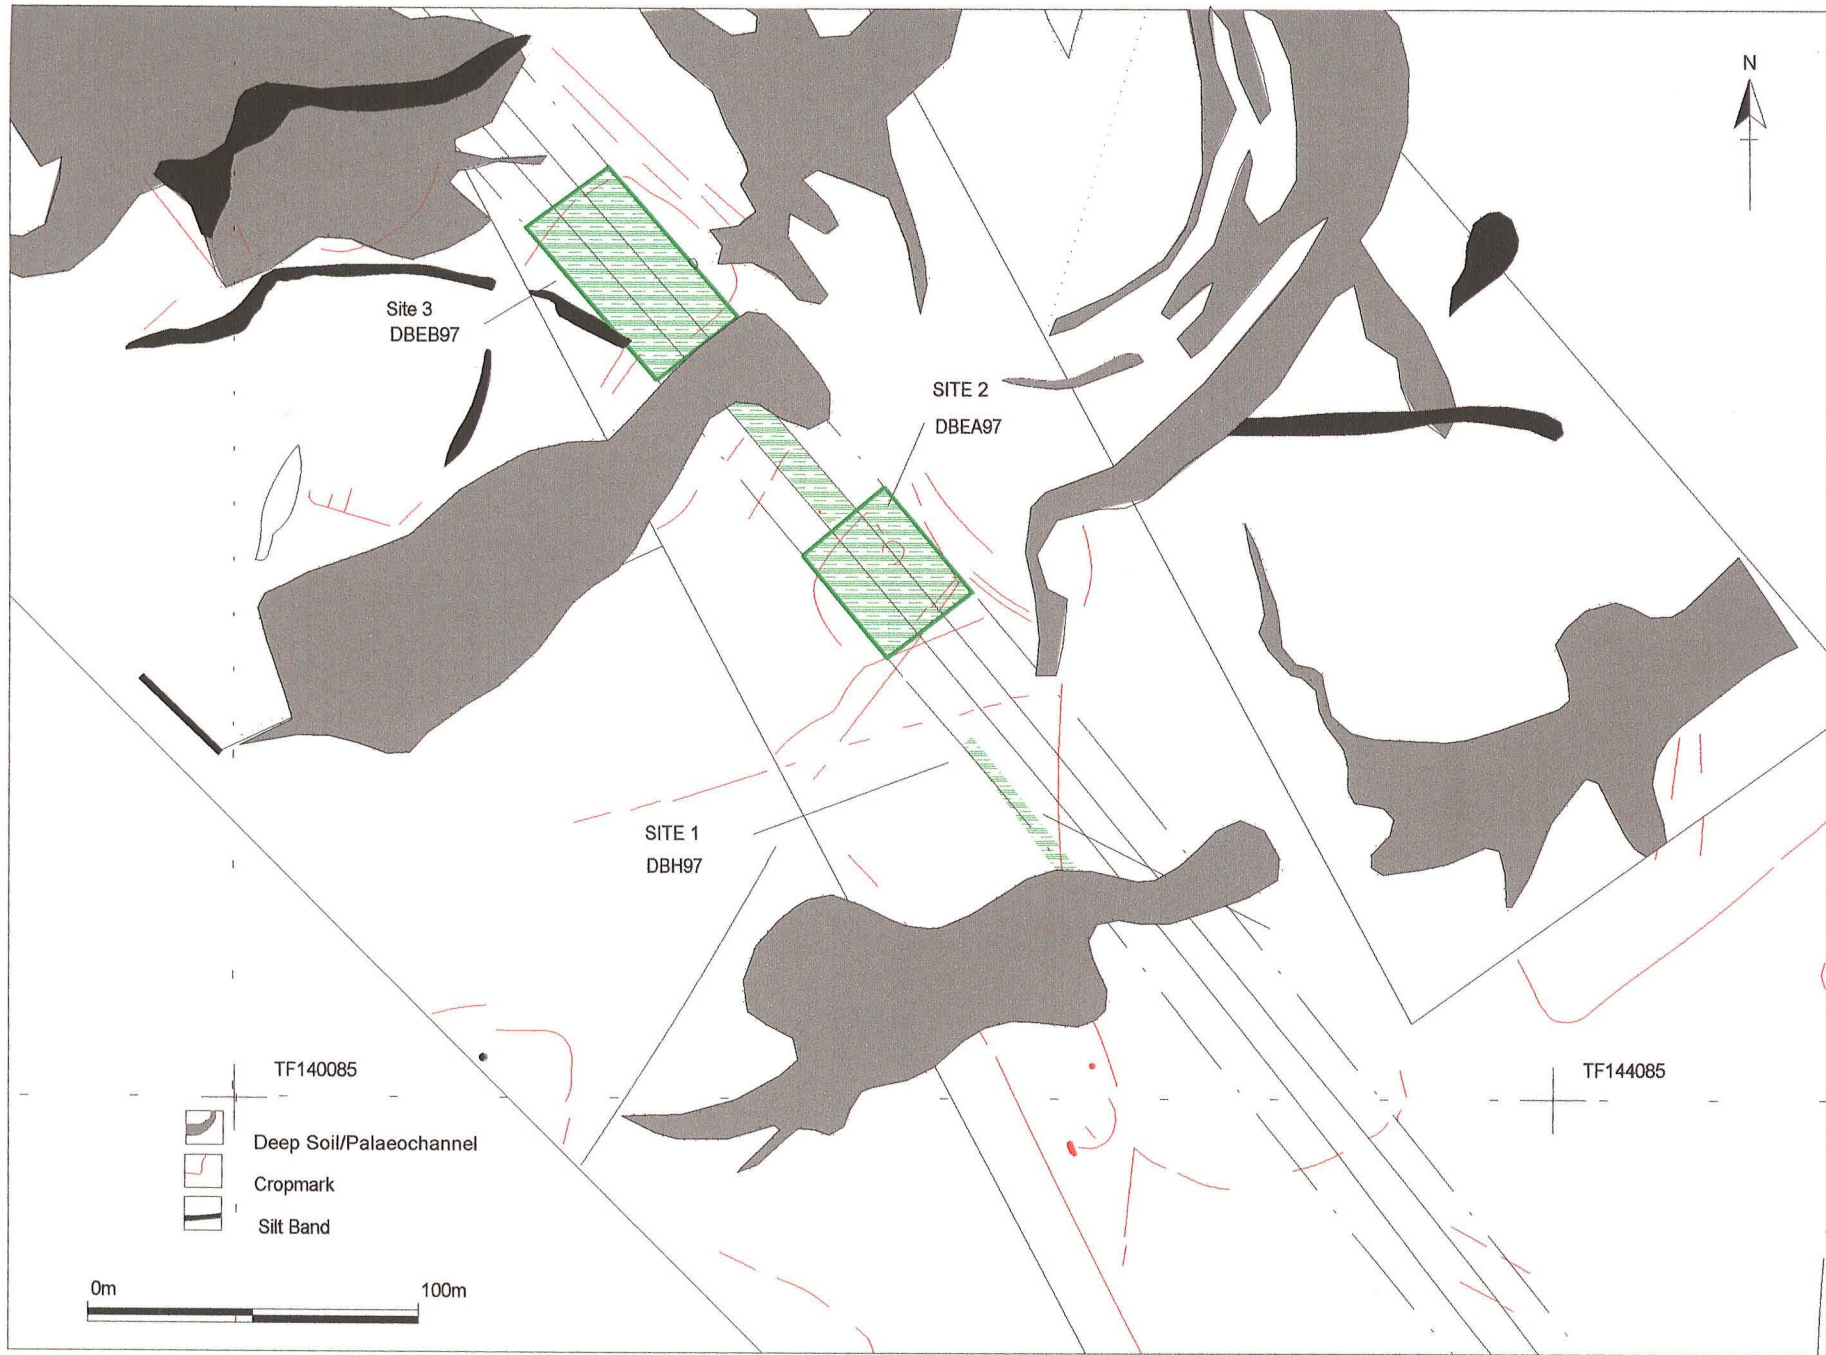 N
Site 3
DBEB97
SITE 2
DBEA97
SITE 1
DBH97
TF140085
TF144085
Deep Soil/Palaeochannel
Cropmark
Silt Band
0m 100m